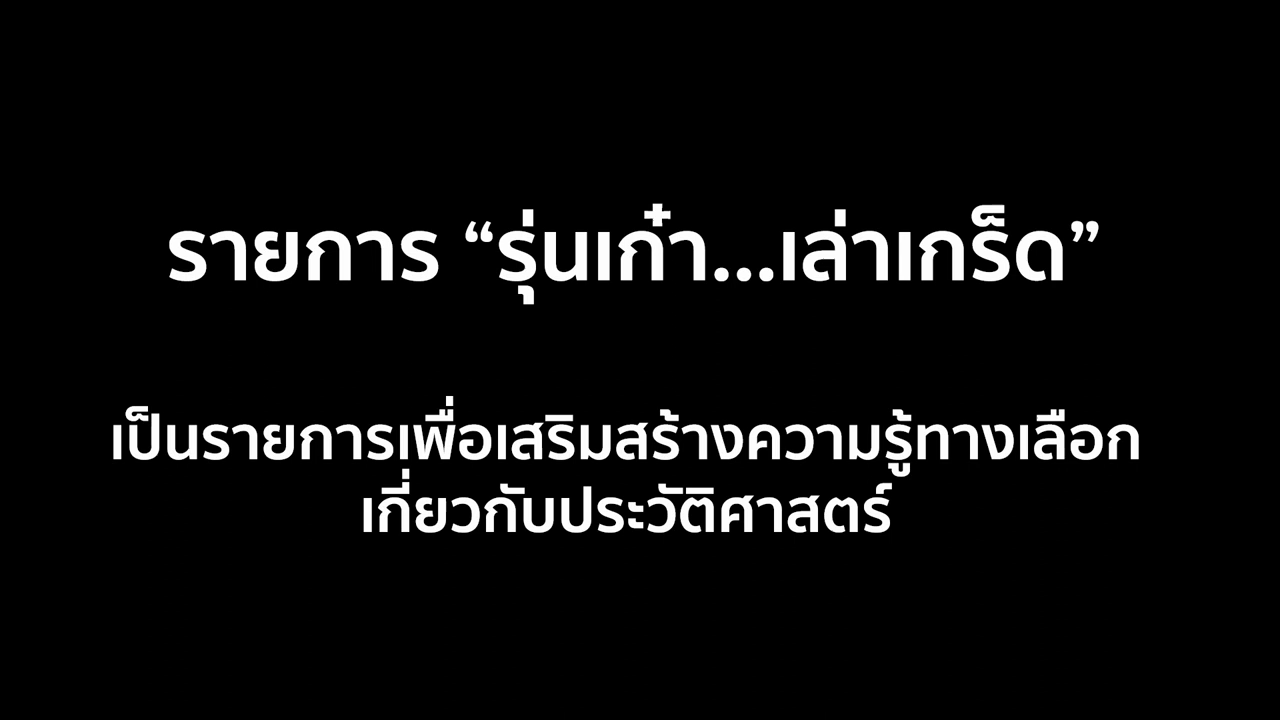 รายการ “รุ่นเก๋า...เล่าเกร็ด”
เป็นรายการเพื่อเสริมสร้างความรู้ทางเลือก
เกี่ยวกับประวัติศาสตร์